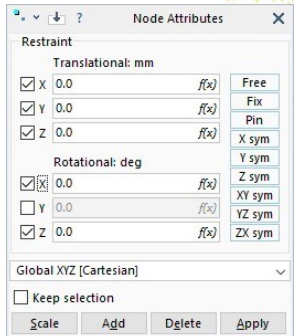 ? Node Attributes
Restraint
Translational: mm
X 0.0 f(x) Free
Y 0.0 f(x) Fix
Pin
Z 0.0 f(x) X sym
Rotational: deg Y sym
X 0.0 f(x) Z sym
Y 0.0 f(x) XY sym
YZ sym
Z 0.0 f(x) ZX sym
Global XYZ [Cartesian]
Keep selection
Scale Add Delete Apply